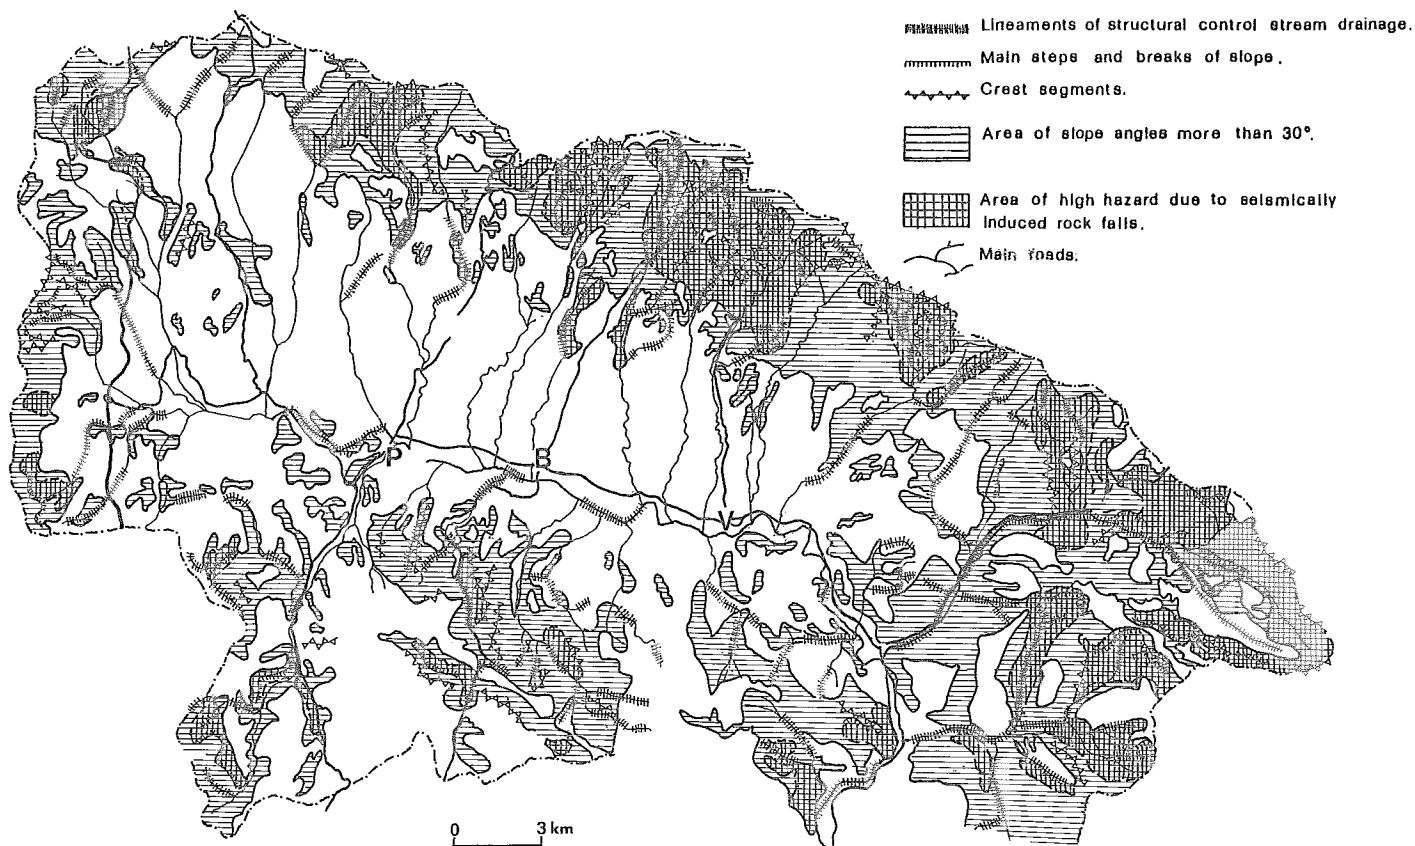 Lineaments of structural control stream drainage.
Main steps and breaks of slope.
Crest segments.
Area of slope angles more than 30°.
Area of high hazard due to seismically
Induced rock falls.
Main roads.
P
B
V
0 3 km